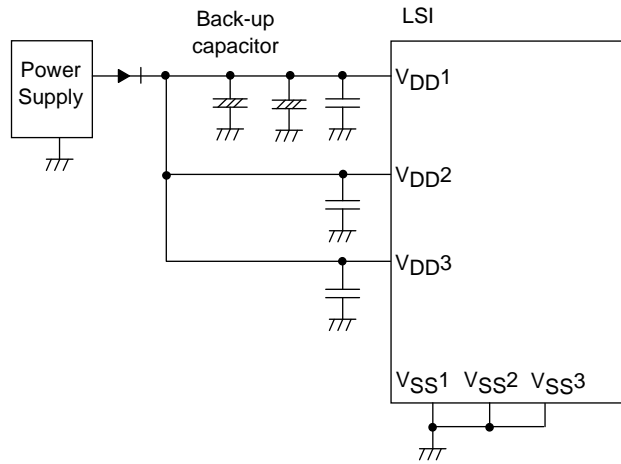 Back-up
capacitor
LSI
Power
Supply
VDD1
VDD2
VDD3
VSS1 VSS2 VSS3